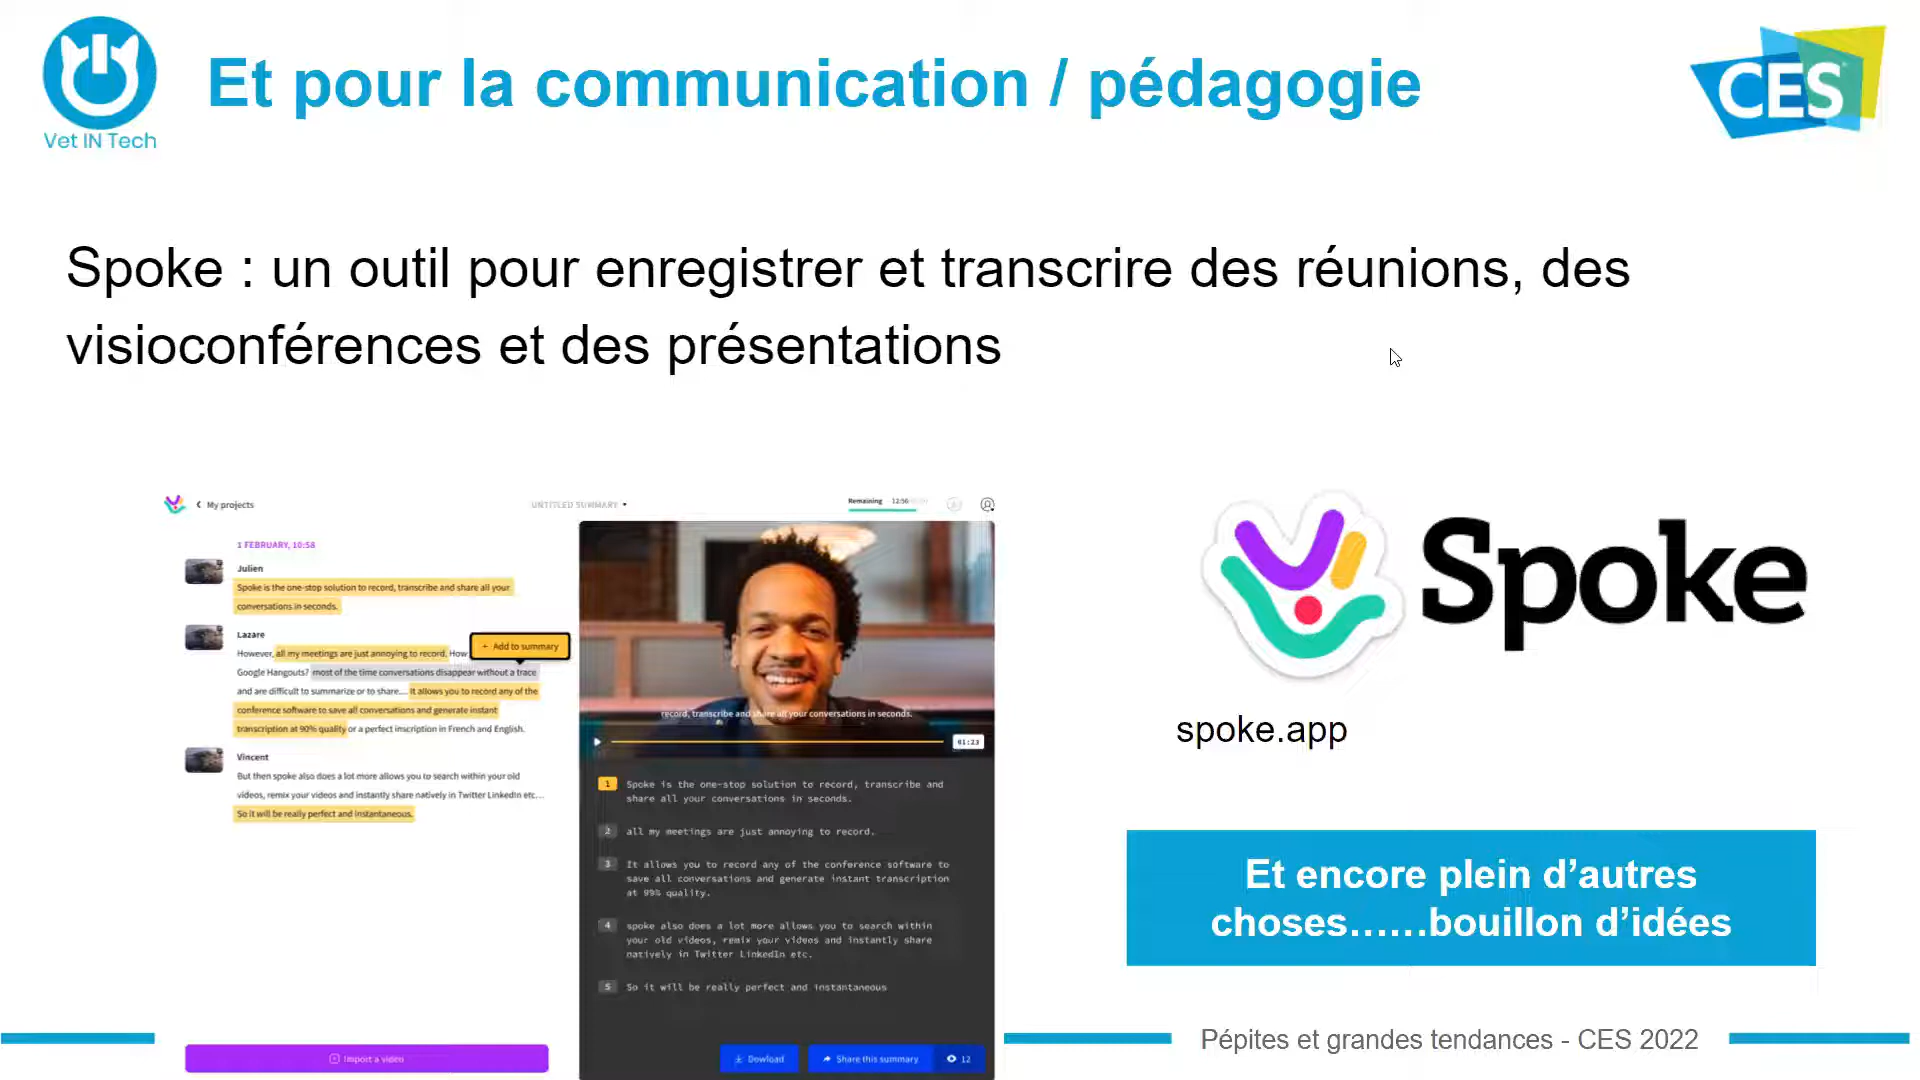 Vet IN Tech
Et pour la communication / pédagogie
CES
Spoke : un outil pour enregistrer et transcrire des réunions, des
visioconférences et des présentations
My projects
UNTITLED SUMMARY
Remaining 12:56
1 FEBRUARY, 10:58
Julien
Spoke is the one-stop solution to record, transcribe and share all your
conversations in seconds.
Lazare
However, all my meetings are just annoying to record. How
+ Add to summary
Google Hangouts? most of the time conversations disappear without a trace
and are difficult to summarize or to share.... It allows you to record any of the
conference software to save all conversations and generate instant
transcription at 90% quality or a perfect inscription in French and English.
Vincent
But then spoke also does a lot more allows you to search within your old
videos, remix your videos and instantly share natively in Twitter LinkedIn etc...
So it will be really perfect and instantaneous.
Import a video
record, transcribe and share all your conversations in seconds.
01:23
1 Spoke is the one-stop solution to record, transcribe and
share all your conversations in seconds.
2 all my meetings are just annoying to record.
3 It allows you to record any of the conference software to
save all conversations and generate instant transcription
at 99% quality.
4 spoke also does a lot more allows you to search within
your old videos, remix your videos and instantly share
natively in Twitter LinkedIn etc.
5 So it will be really perfect and instantaneous
Dowload
Share this summary
12
Spoke
spoke.app
Et encore plein d'autres
choses......bouillon d'idées
Pépites et grandes tendances - CES 2022